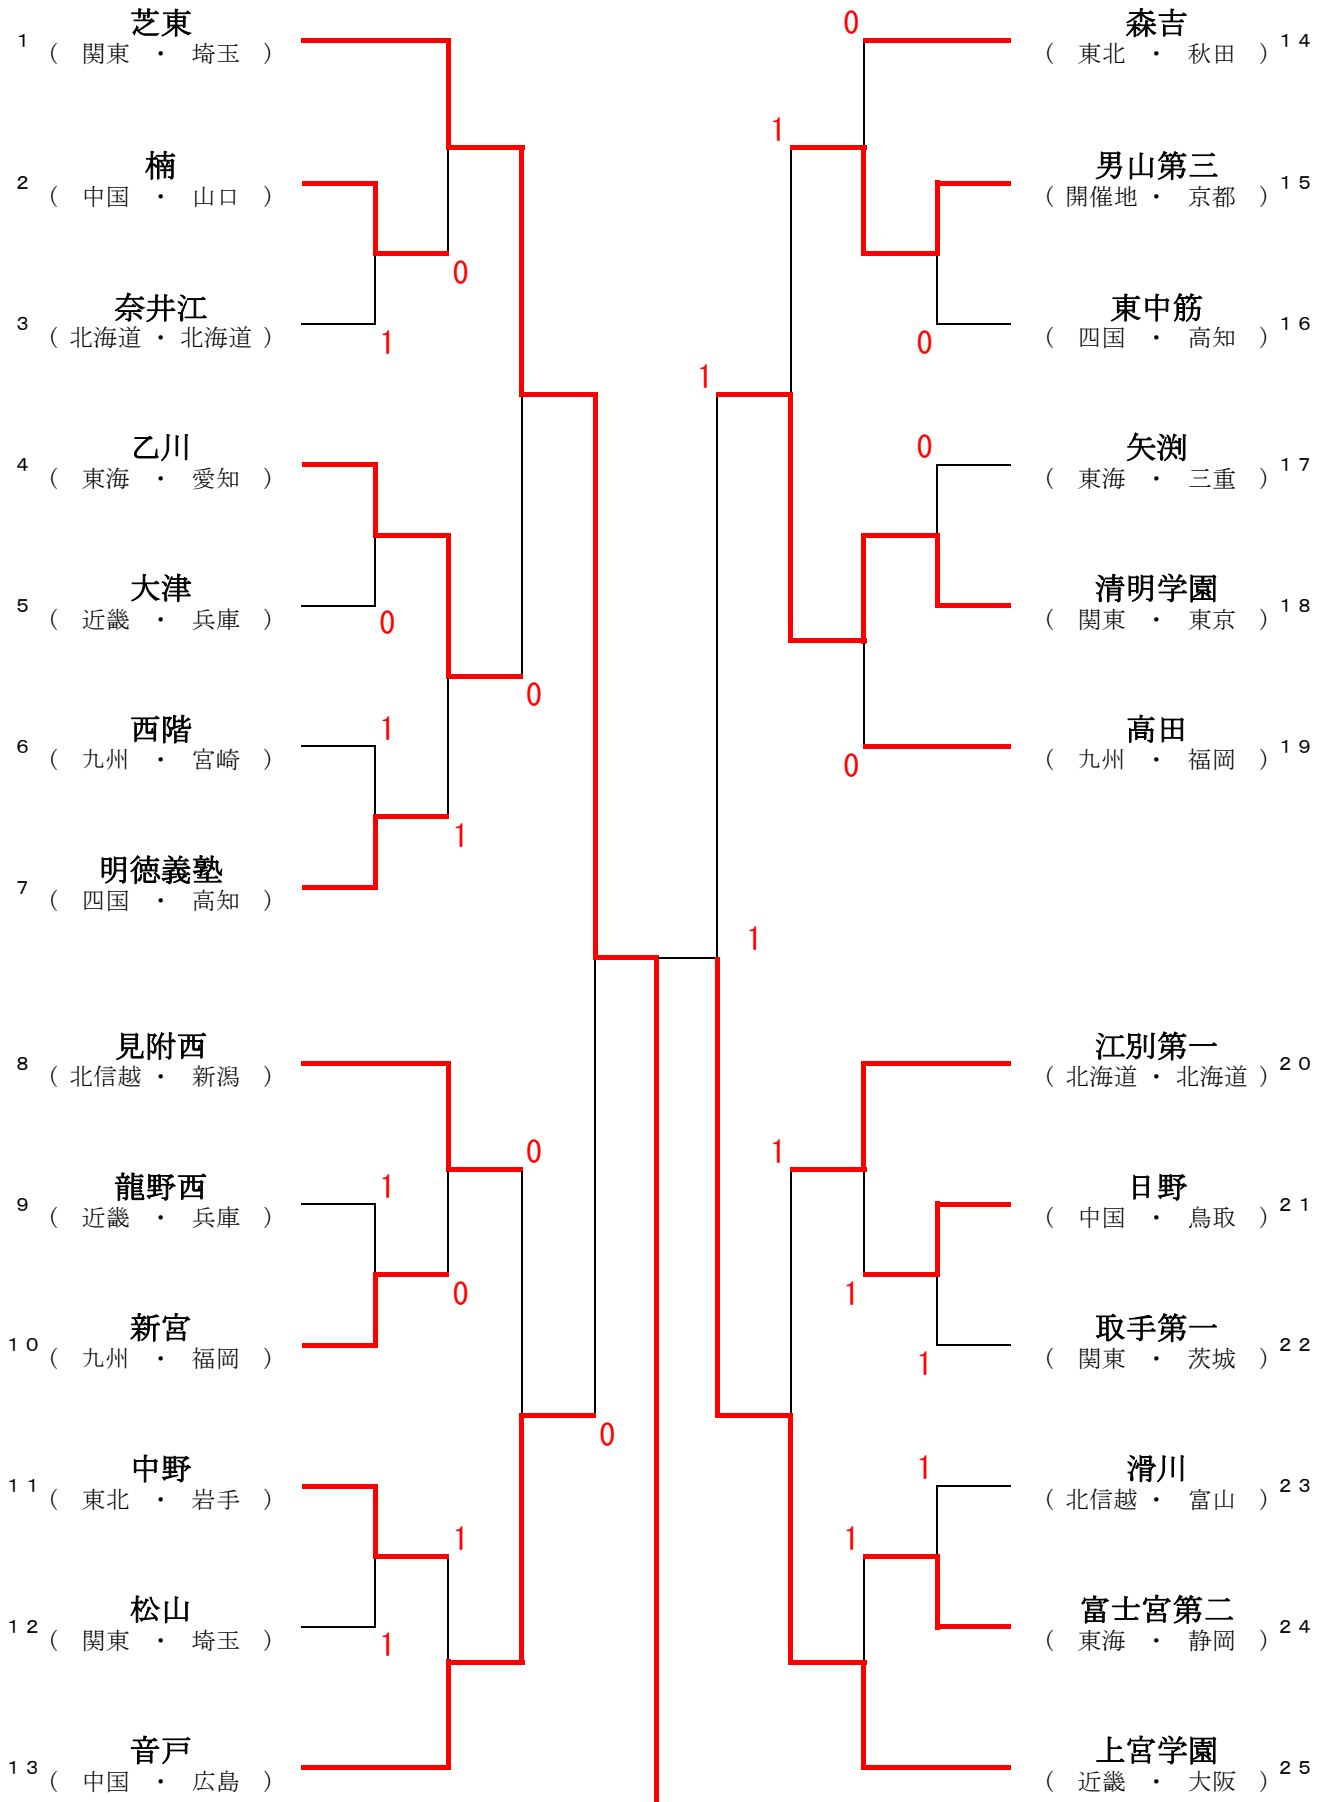 芝東
1 ( 関東 ・ 埼玉 )
楠
2 ( 中国 ・ 山口 )
0
奈井江
3 ( 北海道 ・ 北海道 )
1
乙川
4 ( 東海 ・ 愛知 )
大津
5 ( 近畿 ・ 兵庫 )
0
0
西階
6 ( 九州 ・ 宮崎 )
1
1
明徳義塾
7 ( 四国 ・ 高知 )
見附西
8 ( 北信越 ・ 新潟 )
0
龍野西
9 ( 近畿 ・ 兵庫 )
1
0
新宮
10 ( 九州 ・ 福岡 )
0
中野
11 ( 東北 ・ 岩手 )
1
松山
12 ( 関東 ・ 埼玉 )
1
音戸
13 ( 中国 ・ 広島 )
0
森吉
( 東北 ・ 秋田 ) 14
1
男山第三
( 開催地 ・ 京都 ) 15
東中筋
( 四国 ・ 高知 ) 16
0
1
0
矢渕
( 東海 ・ 三重 ) 17
清明学園
( 関東 ・ 東京 ) 18
高田
( 九州 ・ 福岡 ) 19
0
1
江別第一
( 北海道 ・ 北海道 ) 20
1
日野
( 中国 ・ 鳥取 ) 21
1
取手第一
( 関東 ・ 茨城 ) 22
1
1
滑川
( 北信越 ・ 富山 ) 23
1
富士宮第二
( 東海 ・ 静岡 ) 24
上宮学園
( 近畿 ・ 大阪 ) 25